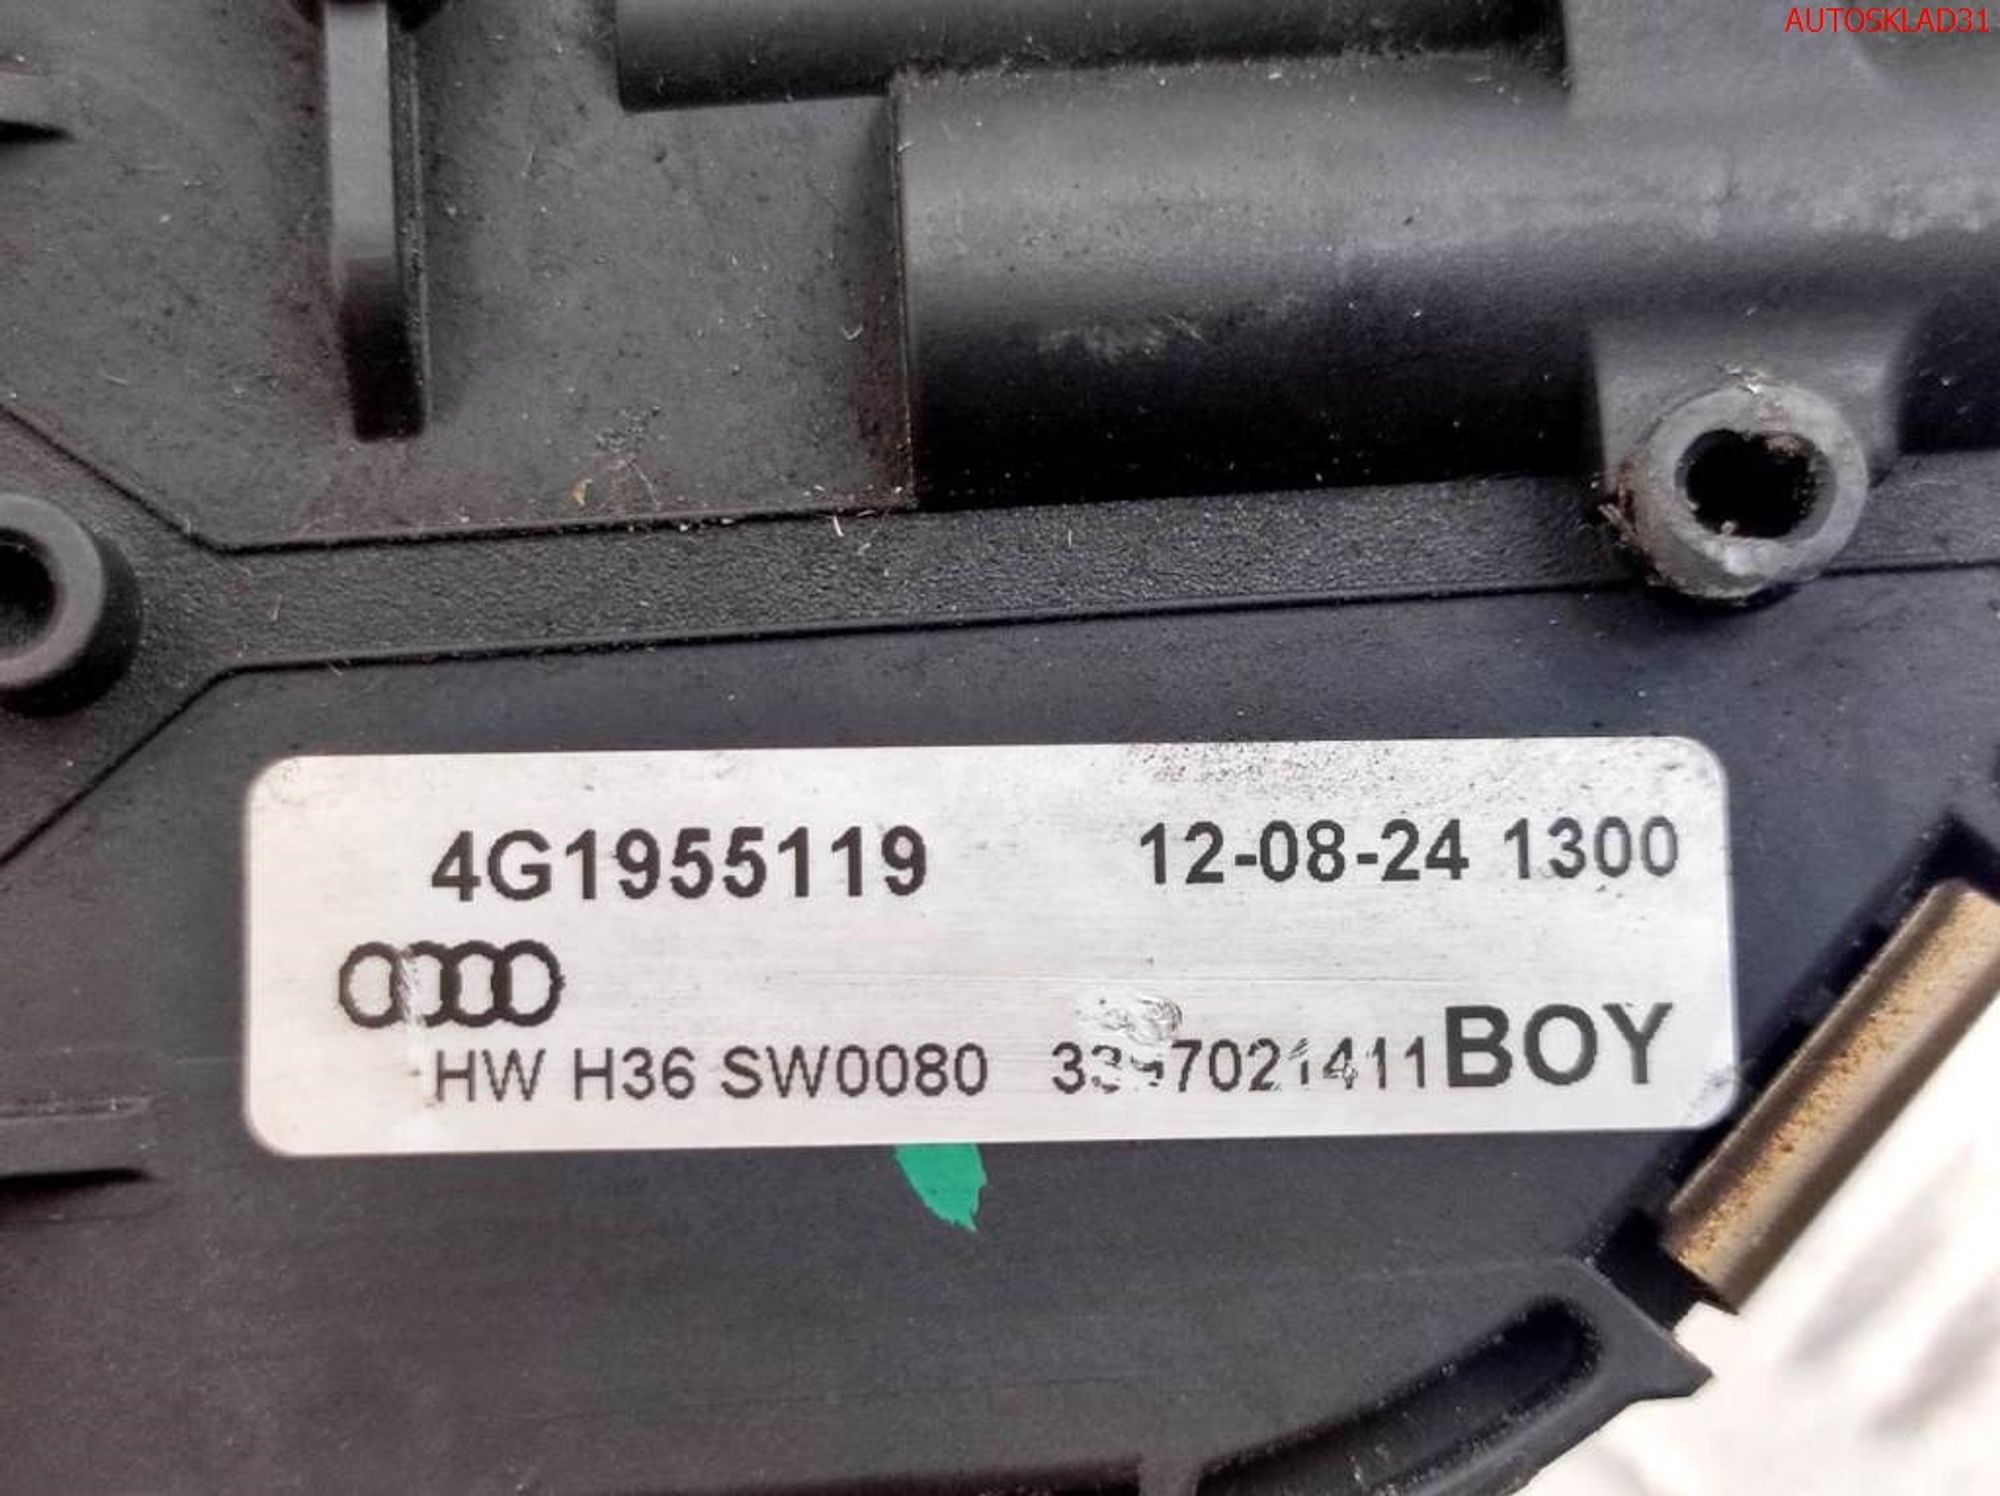 AUTOSKLAD31
4G1955119 12-08-24 1300
HW H36 SW0080 BOY